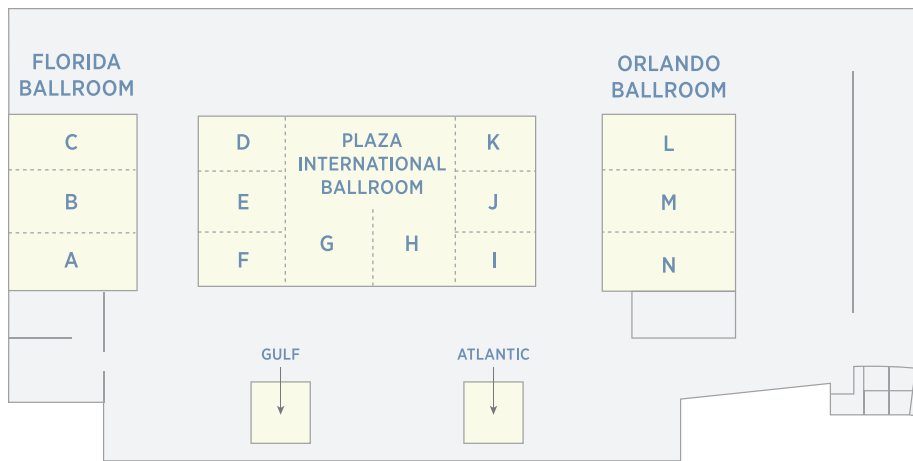 FLORIDA
BALLROOM
C
B
A
D
E
F
PLAZA
INTERNATIONAL
BALLROOM
G
H
K
J
I
ORLANDO
BALLROOM
L
M
N
GULF
ATLANTIC